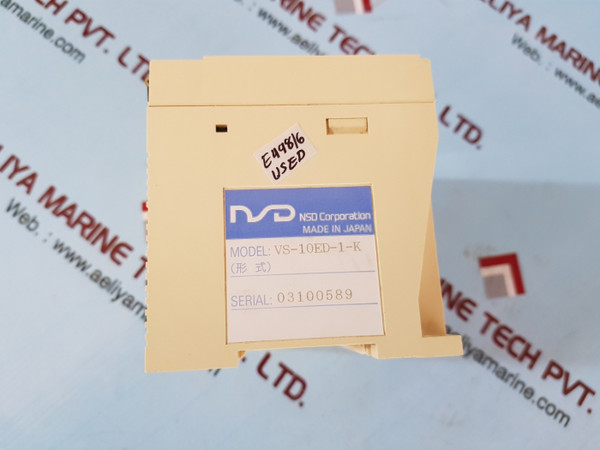 AELIYA MARINE TECH PVT. LTD.
www.aeliyamarine.com
E49816
USED
NSD NSD Corporation
MADE IN JAPAN
MODEL: VS-10ED-1-K
(形 式)
SERIAL: 03100589